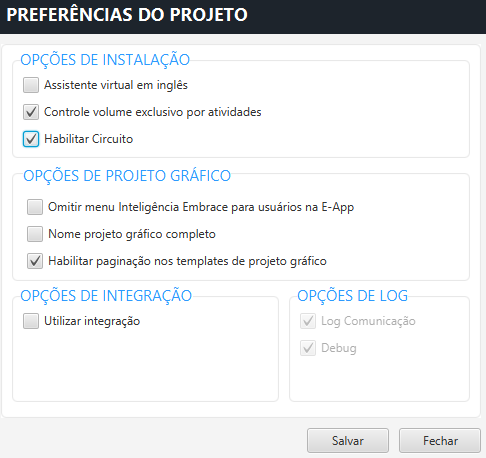 PREFERÊNCIAS DO PROJETO
OPÇÕES DE INSTALAÇÃO
Assistente virtual em inglês
Controle volume exclusivo por atividades
Habilitar Circuito
OPÇÕES DE PROJETO GRÁFICO
Omitir menu Inteligência Embrace para usuários na E-App
Nome projeto gráfico completo
Habilitar paginação nos templates de projeto gráfico
OPÇÕES DE INTEGRAÇÃO
Utilizar integração
OPÇÕES DE LOG
Log Comunicação
Debug
Salvar
Fechar